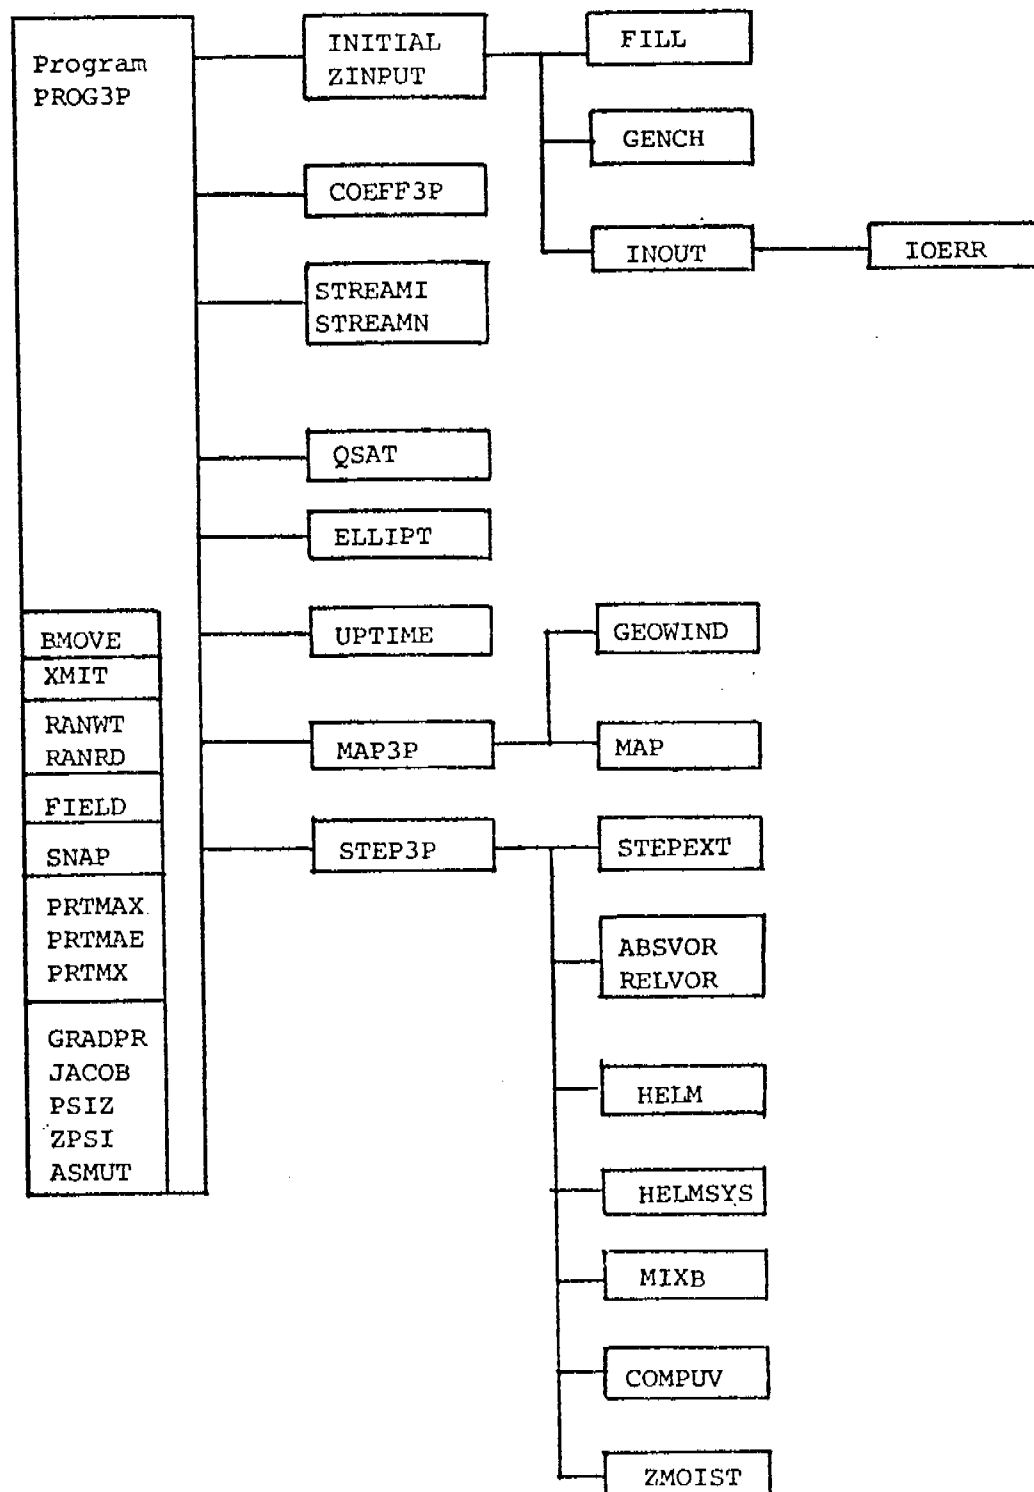 Program
PROG3P
INITIAL
ZINPUT
FILL
GENCH
INOUT
IOERR
COEFF3P
STREAMI
STREAMN
QSAT
ELLIPT
UPTIME
MAP3P
GEOWIND
MAP
STEP3P
STEPEXT
ABSVOR
RELVOR
HELM
HELMSYS
MIXB
COMPUV
ZMOIST
BMOVE
XMIT
RANWT
RANRD
FIELD
SNAP
PRTMAX
PRTMAE
PRTMX
GRADPR
JACOB
PSIZ
ZPSI
ASMUT